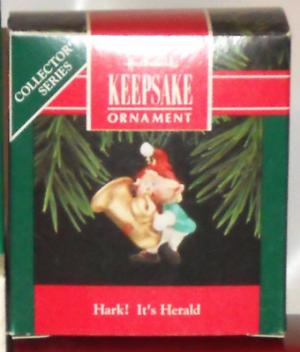 COLLECTOR'S
SERIES
KEEPSAKE
ORNAMENT
Hark! It's Herald